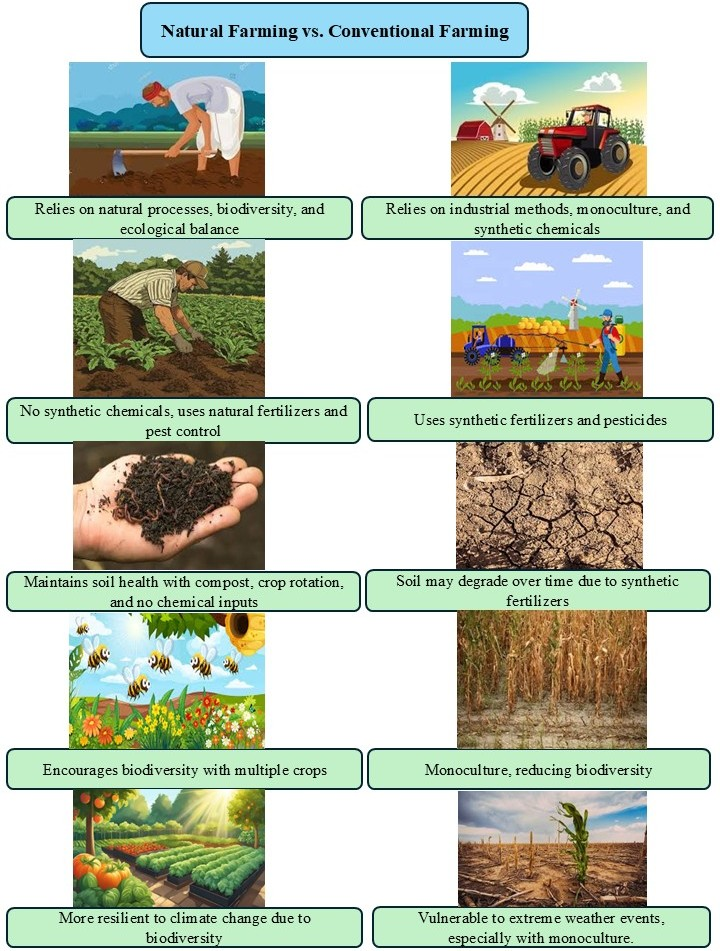 Natural Farming vs. Conventional Farming
Relies on natural processes, biodiversity, and
ecological balance
Relies on industrial methods, monoculture, and
synthetic chemicals
No synthetic chemicals, uses natural fertilizers and
pest control
Uses synthetic fertilizers and pesticides
Maintains soil health with compost, crop rotation,
and no chemical inputs
Soil may degrade over time due to synthetic
fertilizers
Encourages biodiversity with multiple crops
Monoculture, reducing biodiversity
More resilient to climate change due to
biodiversity
Vulnerable to extreme weather events,
especially with monoculture.